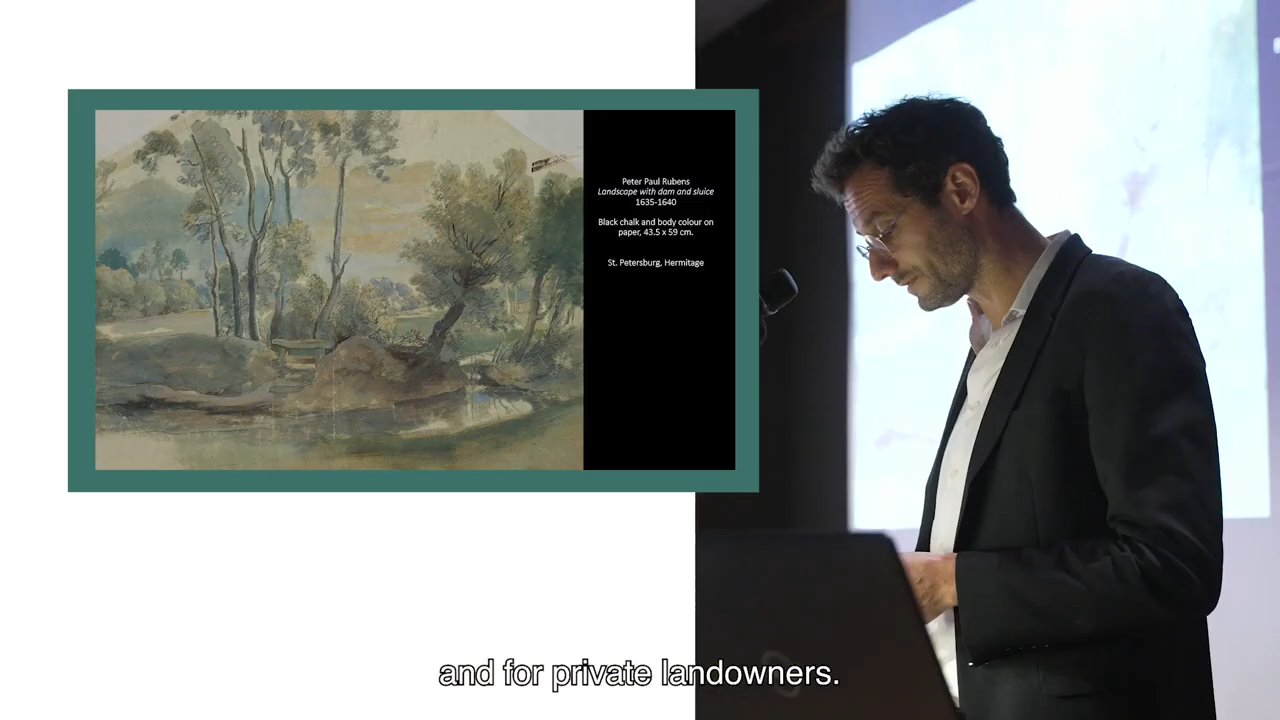 Peter Paul Rubens
Landscape with dam and sluice
1635-1640
Black chalk and body colour on
paper, 43.5 x 59 cm.
St. Petersburg, Hermitage
and for private landowners.